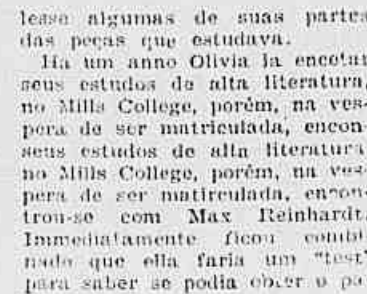 lesse algumas de suas partes
das peças que estudava.
Ha um anno Olivia ia encetar
seus estudos de alta literatura,
no Mills College, porém, na ves-
pera de ser matriculada, encon-
seus estudos de alta literatura
no Mills College, porém, na ves-
pera de ser matirculada, encon-
trou-se com Max Reinhardt.
Immediatamente ficou combi
nado que ella faria um "test"
para saber se podia obter o pa